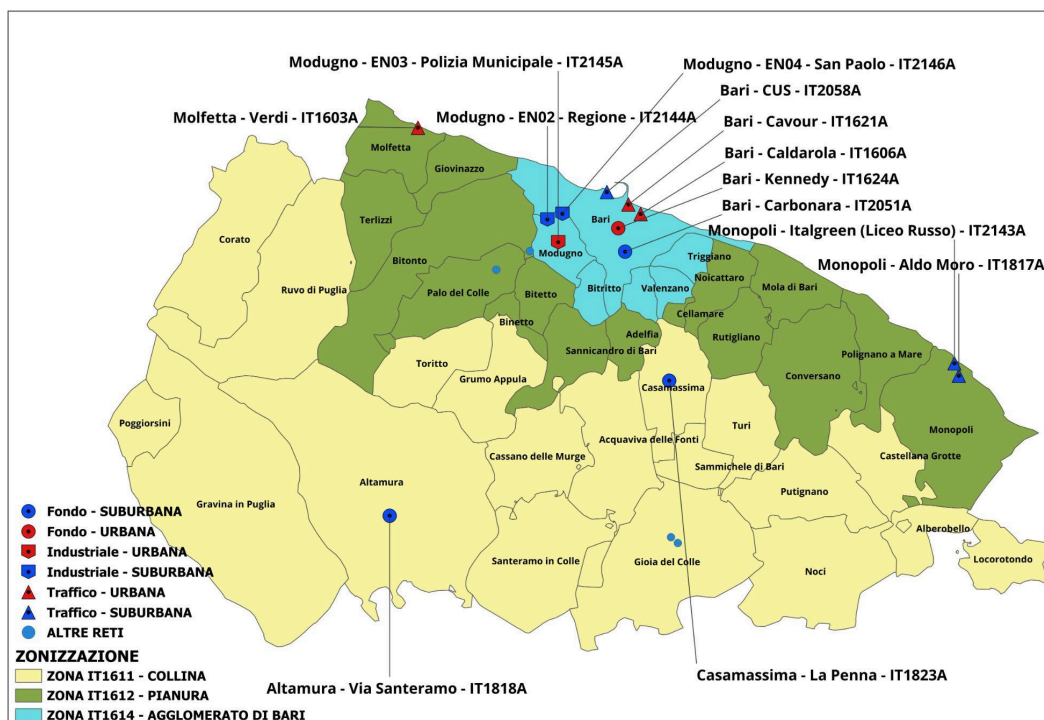 Modugno - EN03 - Polizia Municipale - IT2145A
Modugno - EN04 - San Paolo - IT2146A
Bari - CUS - IT2058A
Molfetta - Verdi - IT1603A
Modugno - EN02 - Regione - IT2144A
Bari - Cavour - IT1621A
Bari - Caldarola - IT1606A
Bari - Kennedy - IT1624A
Bari - Carbonara - IT2051A
Monopoli - Italgreen (Liceo Russo) - IT2143A
Monopoli - Aldo Moro - IT1817A
Molfetta
Giovinazzo
Terlizzi
Bari
Corato
Bitonto
Modugno
Triggiano
Noicattaro
Ruvo di Puglia
Palo del Colle
Bitetto
Bitritto
Valenzano
Mola di Bari
Cellamare
Binetto
Adelfia
Rutigliano
Sannicandro di Bari
Polignano a Mare
Toritto
Grumo Appula
Casamassima
Conversano
Poggiorsini
Turi
Monopoli
Acquaviva delle Fonti
Cassano delle Murge
Castellana Grotte
Sammichele di Bari
Altamura
Putignano
Gravina in Puglia
Alberobello
Santeramo in Colle
Gioia del Colle
Noci
Locorotondo
Fondo - SUBURBANA
Fondo - URBANA
Industriale - URBANA
Industriale - SUBURBANA
Traffico - URBANA
Traffico - SUBURBANA
ALTRE RETI
ZONIZZAZIONE
ZONA IT1611 - COLLINA
ZONA IT1612 - PIANURA
ZONA IT1614 - AGGLOMERATO DI BARI
Altamura - Via Santeramo - IT1818A
Casamassima - La Penna - IT1823A